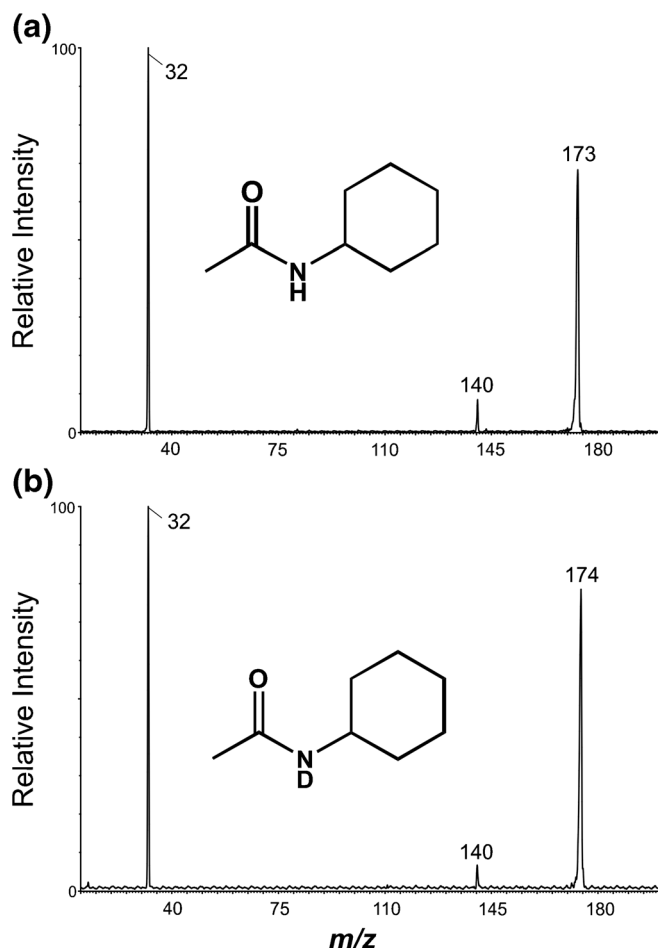 (a)
100
32
173
O
N
H
140
Relative Intensity
0
40 75 110 145 180
(b)
100
32
174
O
N
D
140
Relative Intensity
0
40 75 110 145 180
m/z